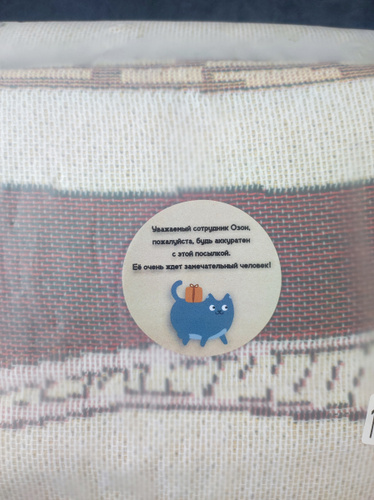 Уважаемый сотрудник Озон,
пожалуйста, будь аккуратен
с этой посылкой.
Её очень ждет замечательный человек!